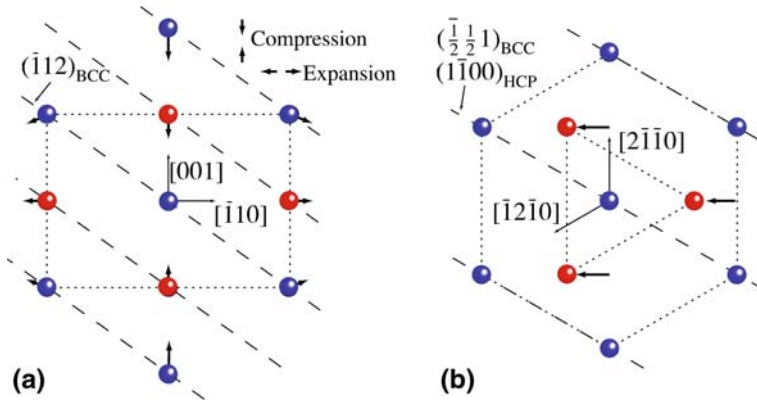 Compression
Expansion
(1̄12)BCC
[001]
[1̄10]
(a)
(1̄/2 1/2 1)BCC
(11̄00)HCP
[21̄1̄0]
[1̄21̄0]
(b)